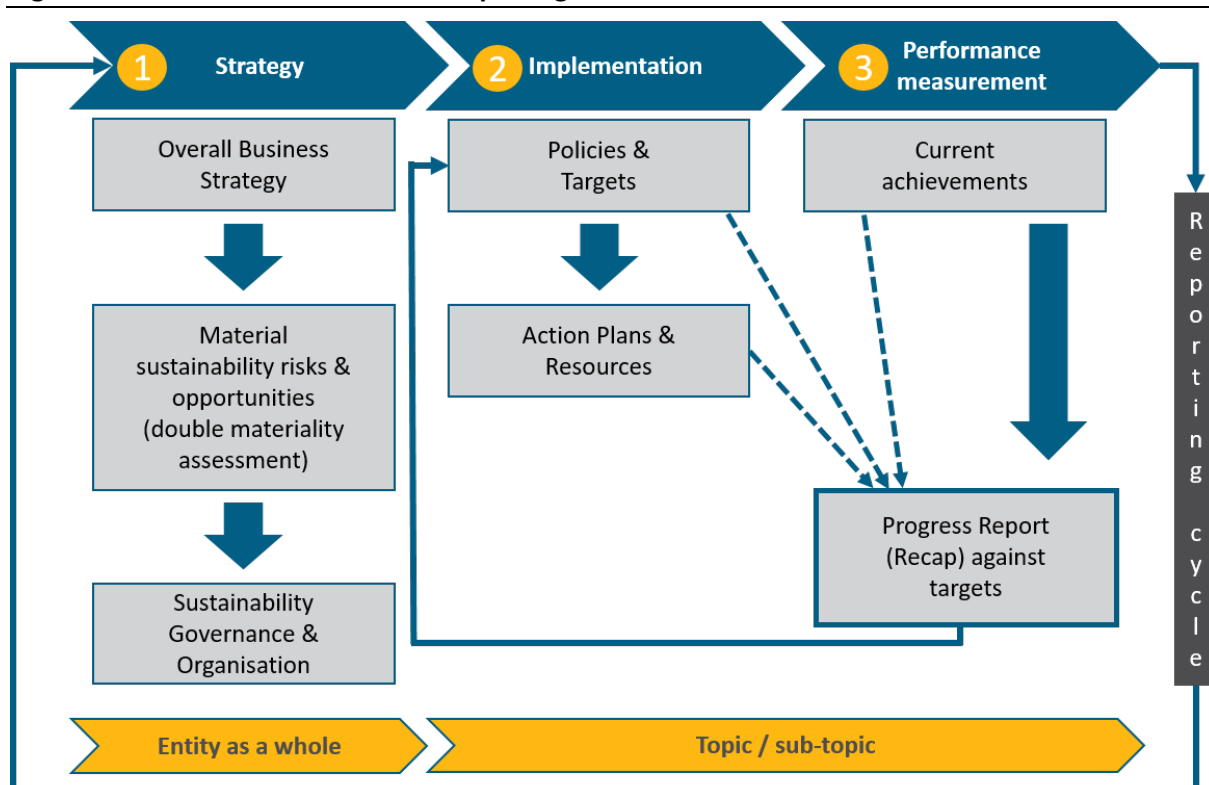 1
Strategy
2
Implementation
3
Performance
measurement
Overall Business
Strategy
Material
sustainability risks &
opportunities
(double materiality
assessment)
Sustainability
Governance &
Organisation
Policies &
Targets
Action Plans &
Resources
Current
achievements
Progress Report
(Recap) against
targets
Reporting cycle
Entity as a whole
Topic / sub-topic